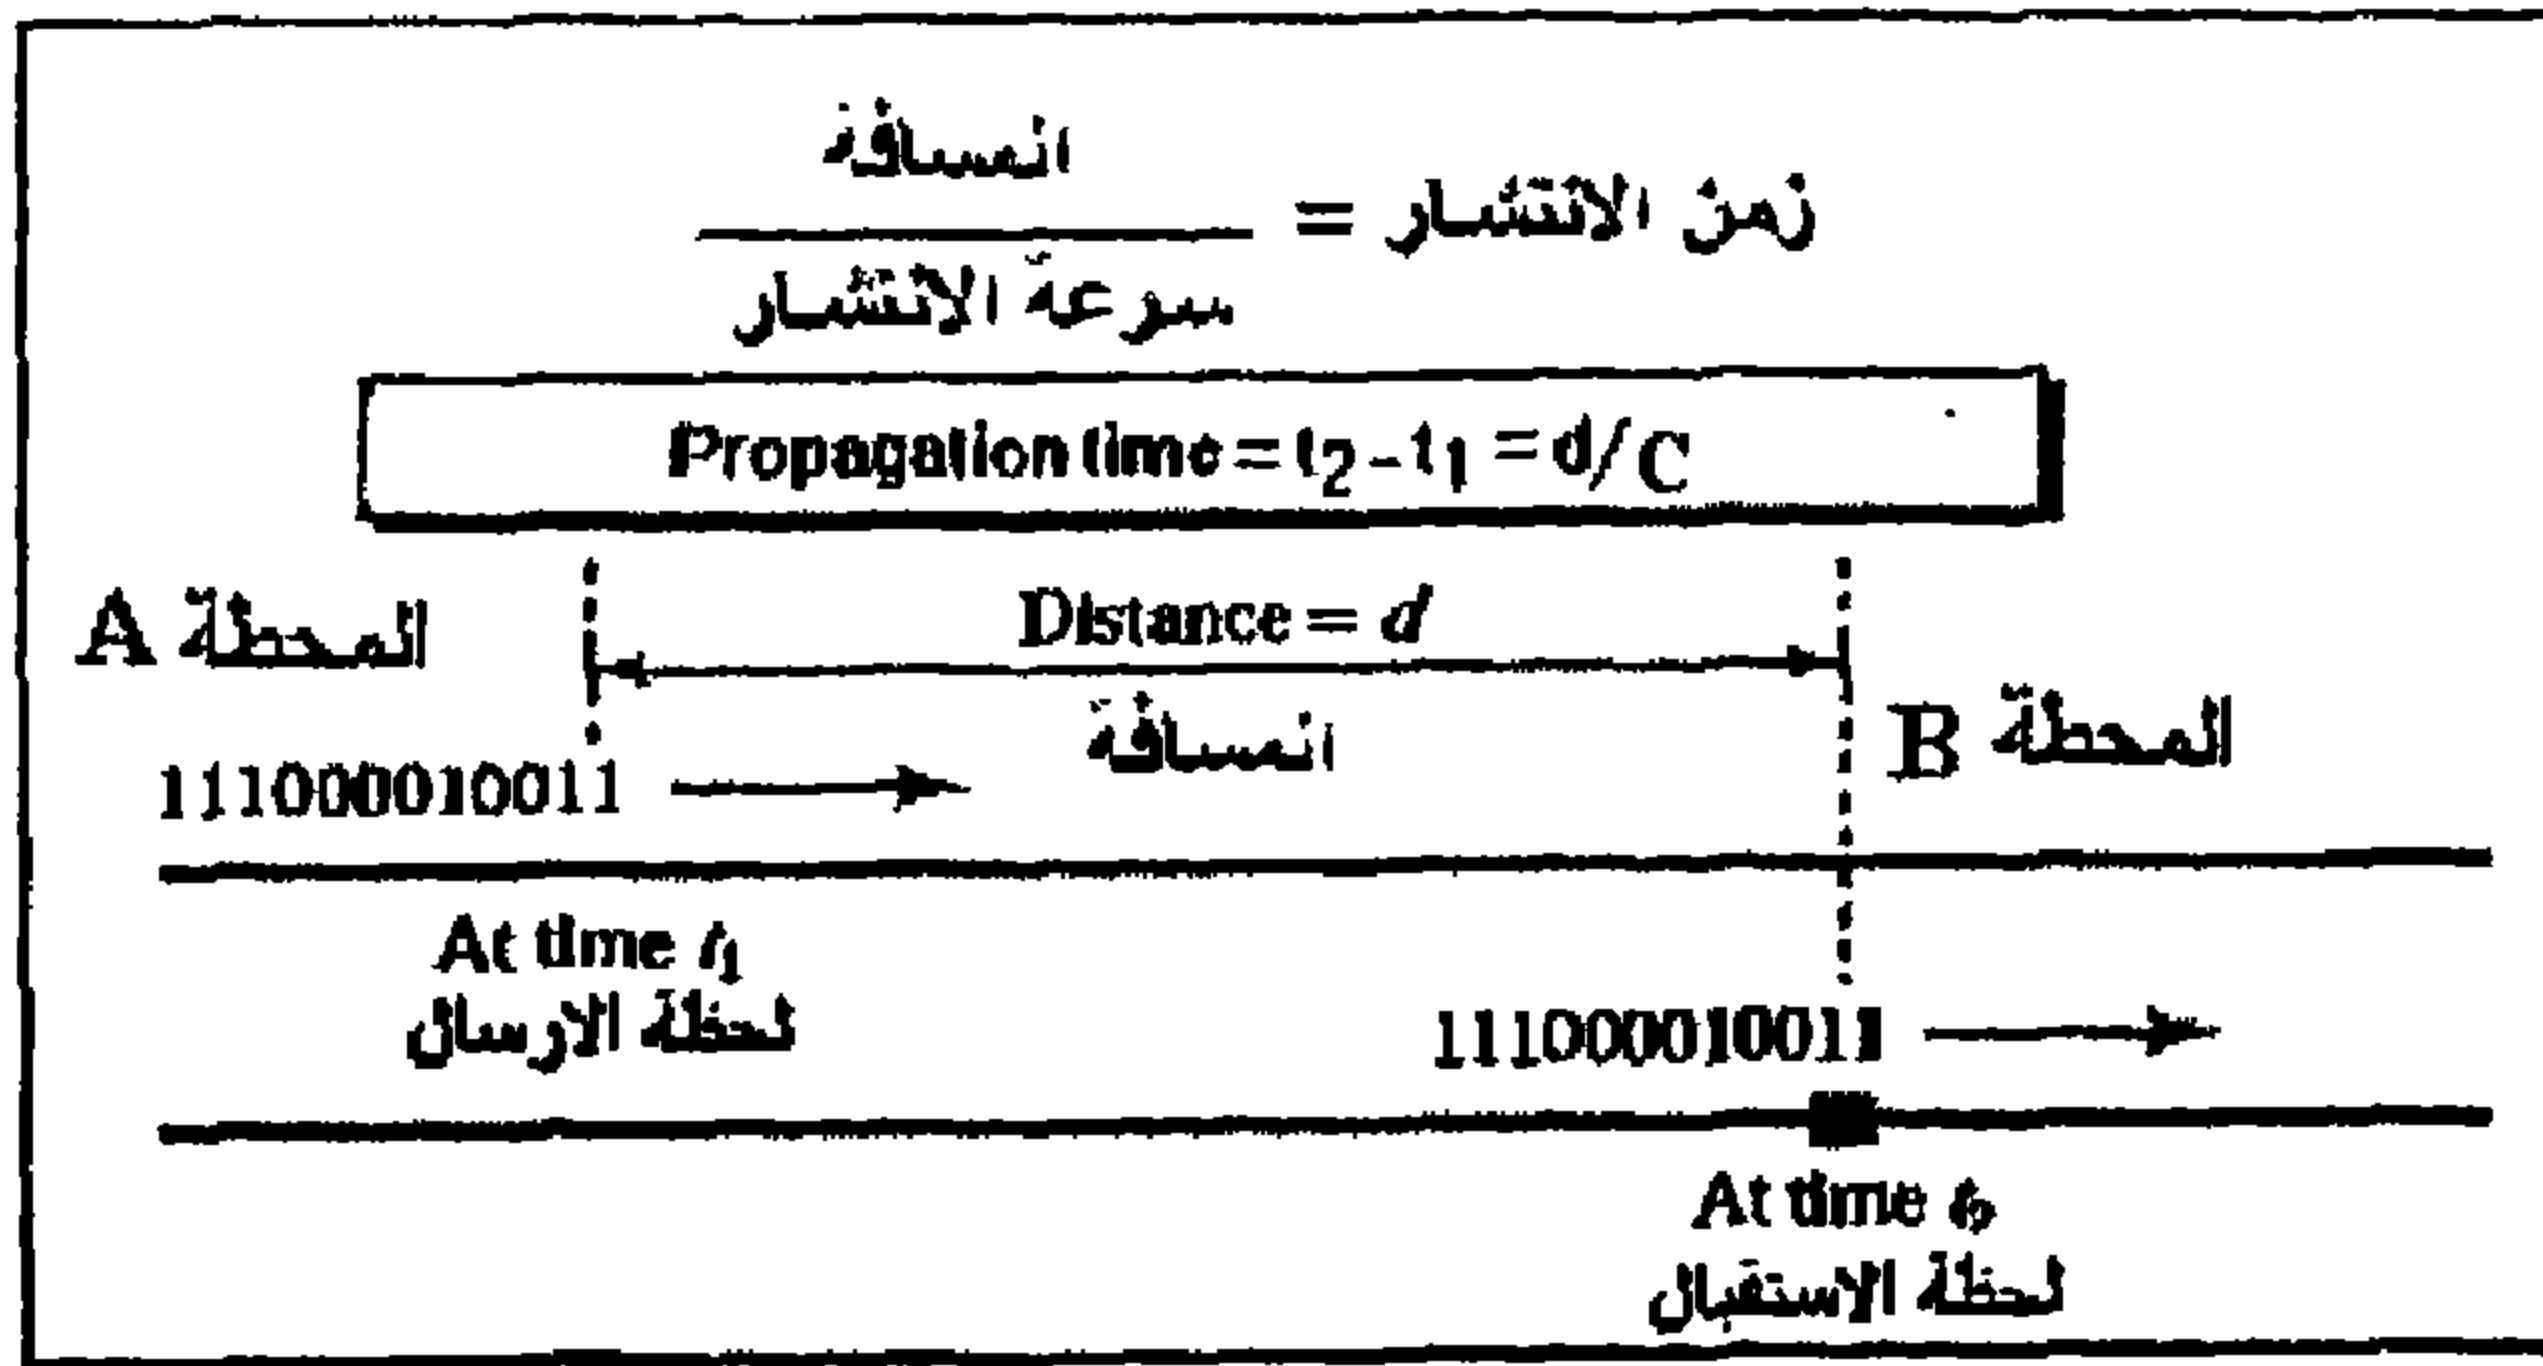 المسافة
زمن الانتشار =
سرعة الانتشار
Propagation time = t2 - t1 = d/C
المحطة A
Distance = d
المسافة
المحطة B
111000010011
At time t1
لحظة الارسال
111000010011
At time t2
لحظة الاستقبال